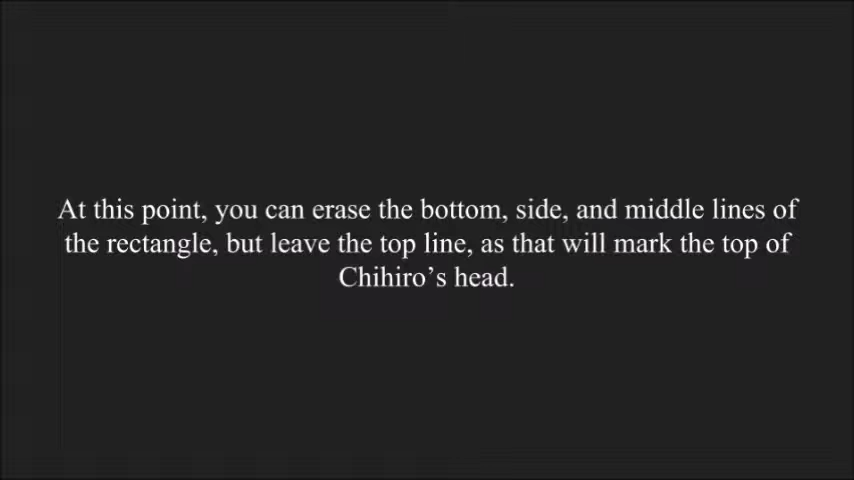 At this point, you can erase the bottom, side, and middle lines of
the rectangle, but leave the top line, as that will mark the top of
Chihiro’s head.